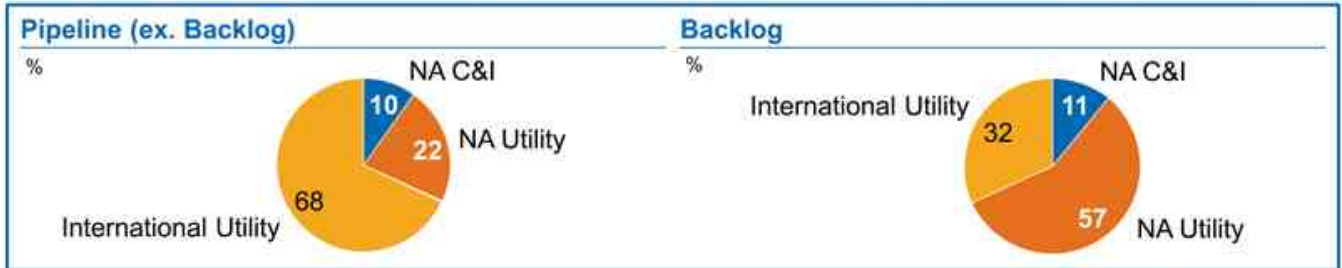 Pipeline (ex. Backlog)
%
NA C&I
10
NA Utility
22
68
International Utility
Backlog
%
NA C&I
International Utility
11
32
57
NA Utility